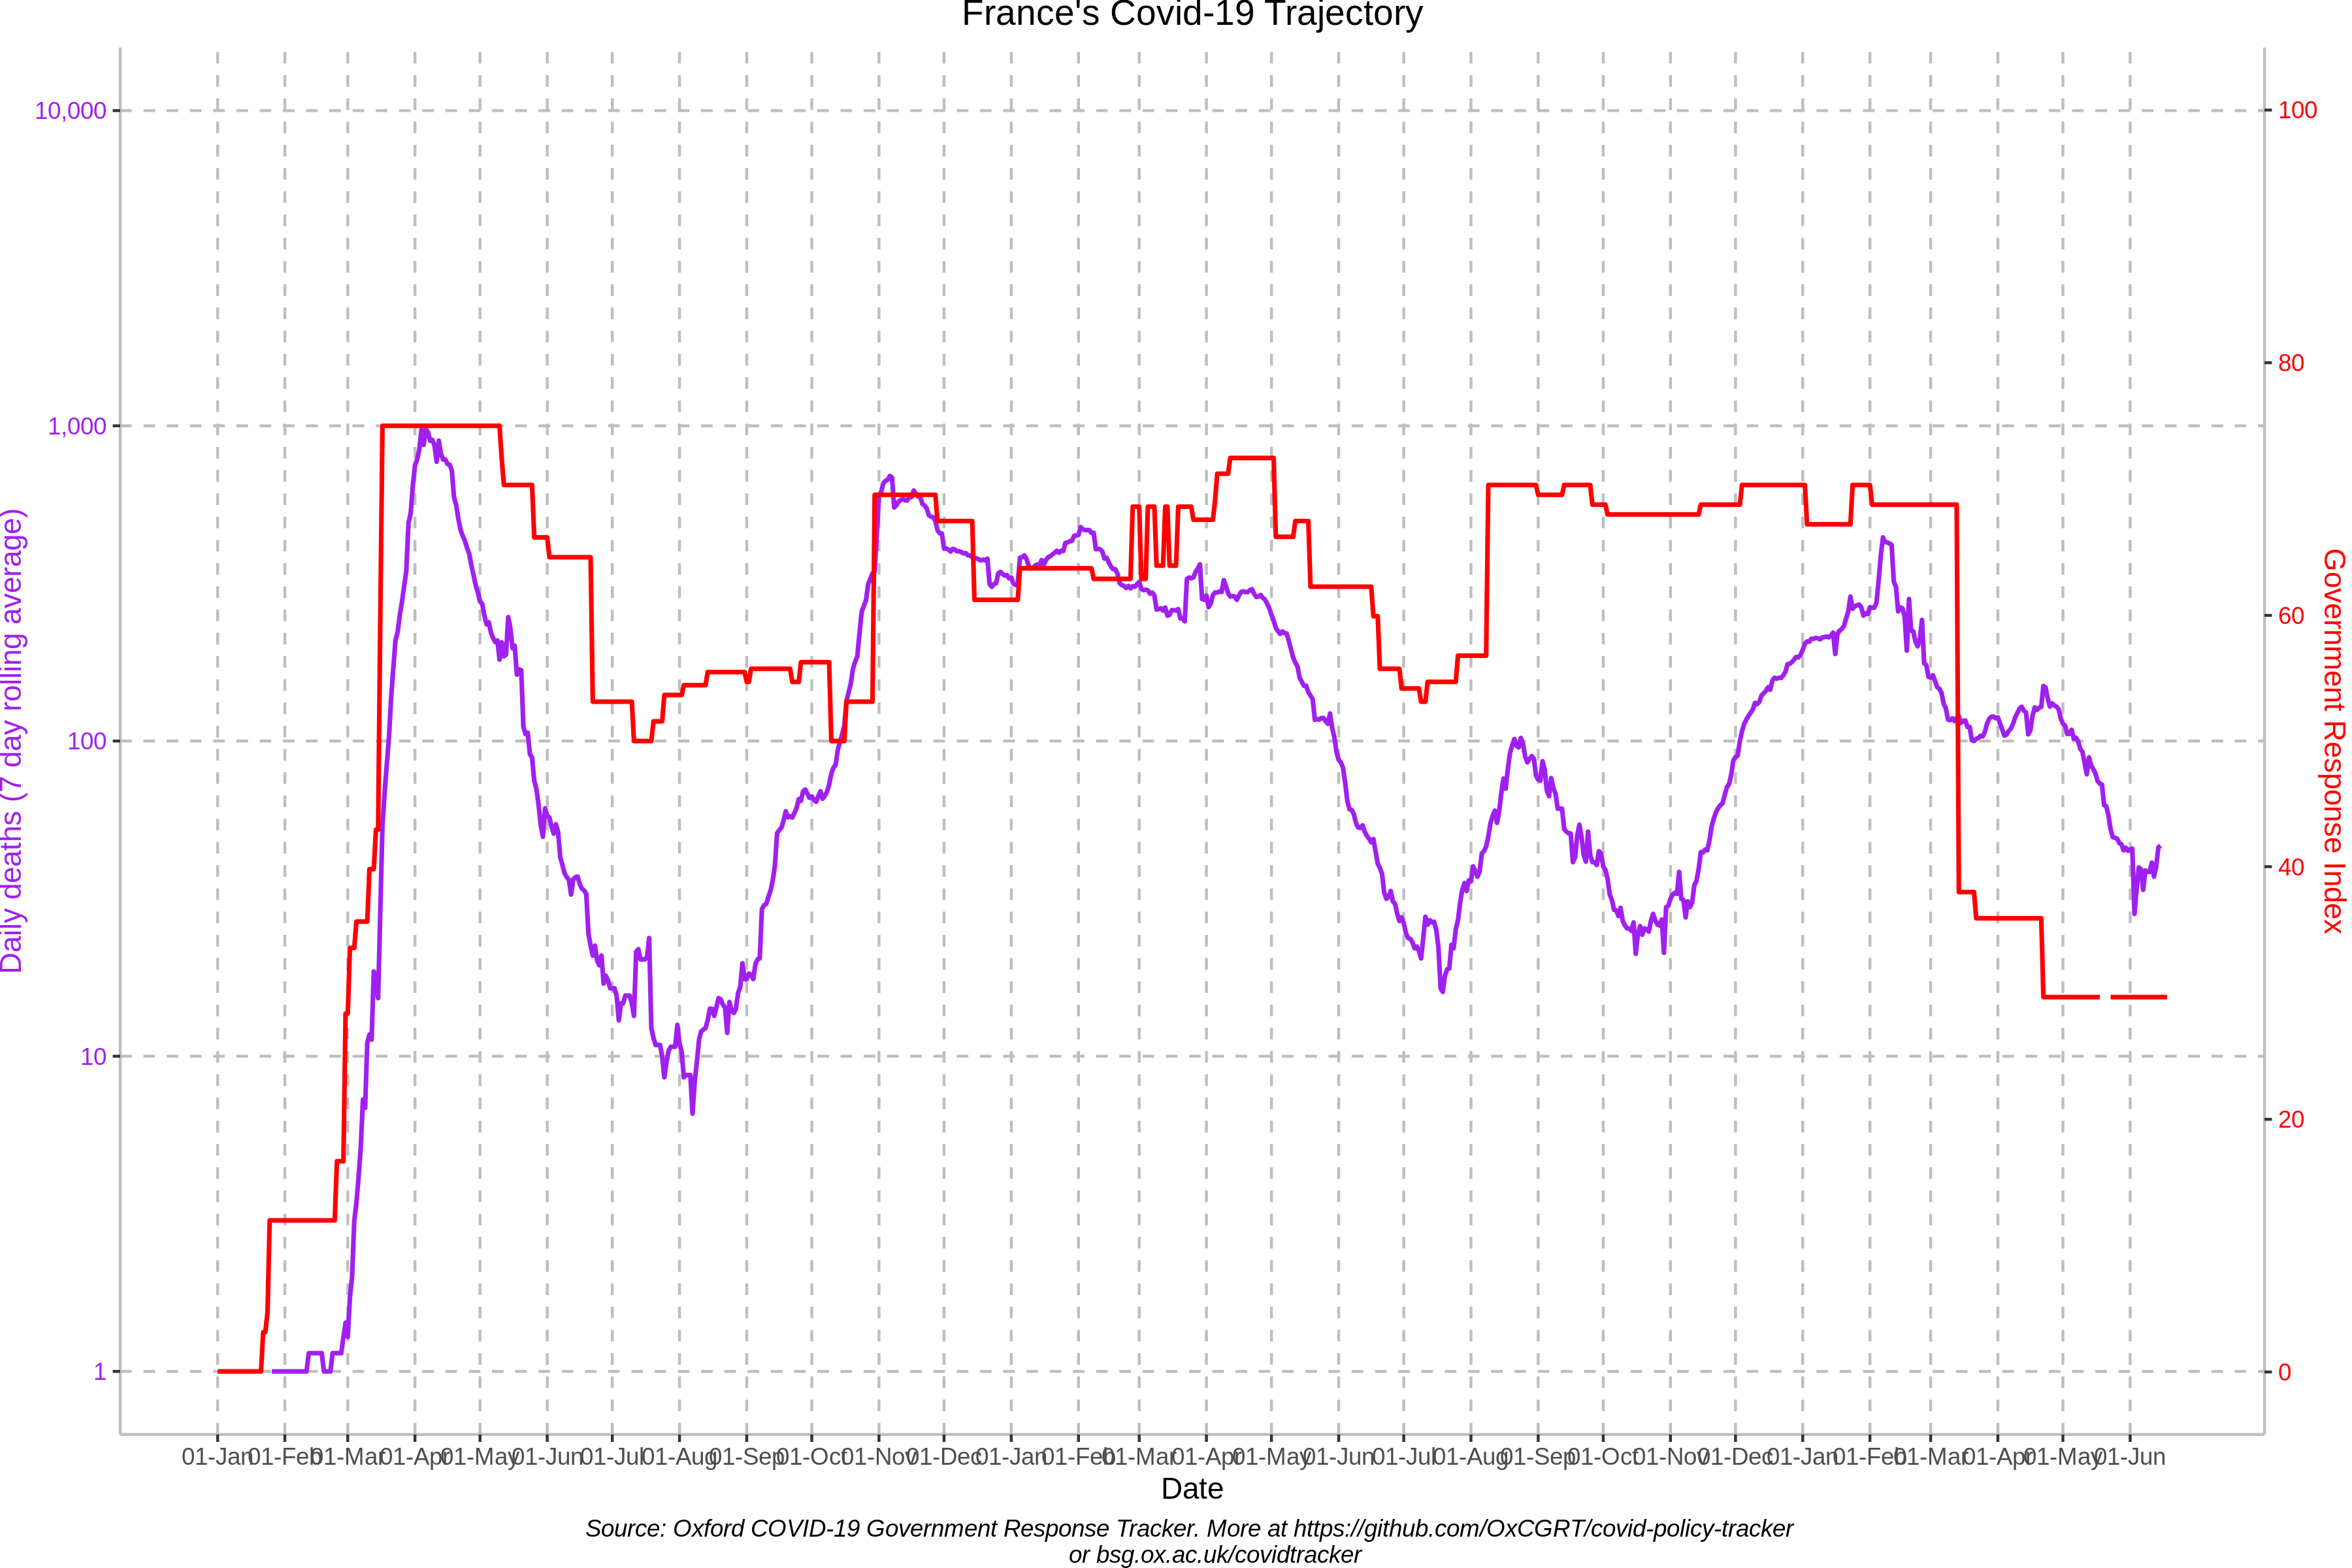 France's Covid-19 Trajectory
Daily deaths (7 day rolling average)
10,000
1,000
100
10
1
100
80
60
40
20
0
Government Response Index
01-Jan 01-Feb 01-Mar 01-Apr 01-May 01-Jun 01-Jul 01-Aug 01-Sep 01-Oct 01-Nov 01-Dec 01-Jan 01-Feb 01-Mar 01-Apr 01-May 01-Jun 01-Jul 01-Aug 01-Sep 01-Oct 01-Nov 01-Dec 01-Jan 01-Feb 01-Mar 01-Apr 01-May 01-Jun
Date
Source: Oxford COVID-19 Government Response Tracker. More at https://github.com/OxCGRT/covid-policy-tracker
or bsg.ox.ac.uk/covidtracker